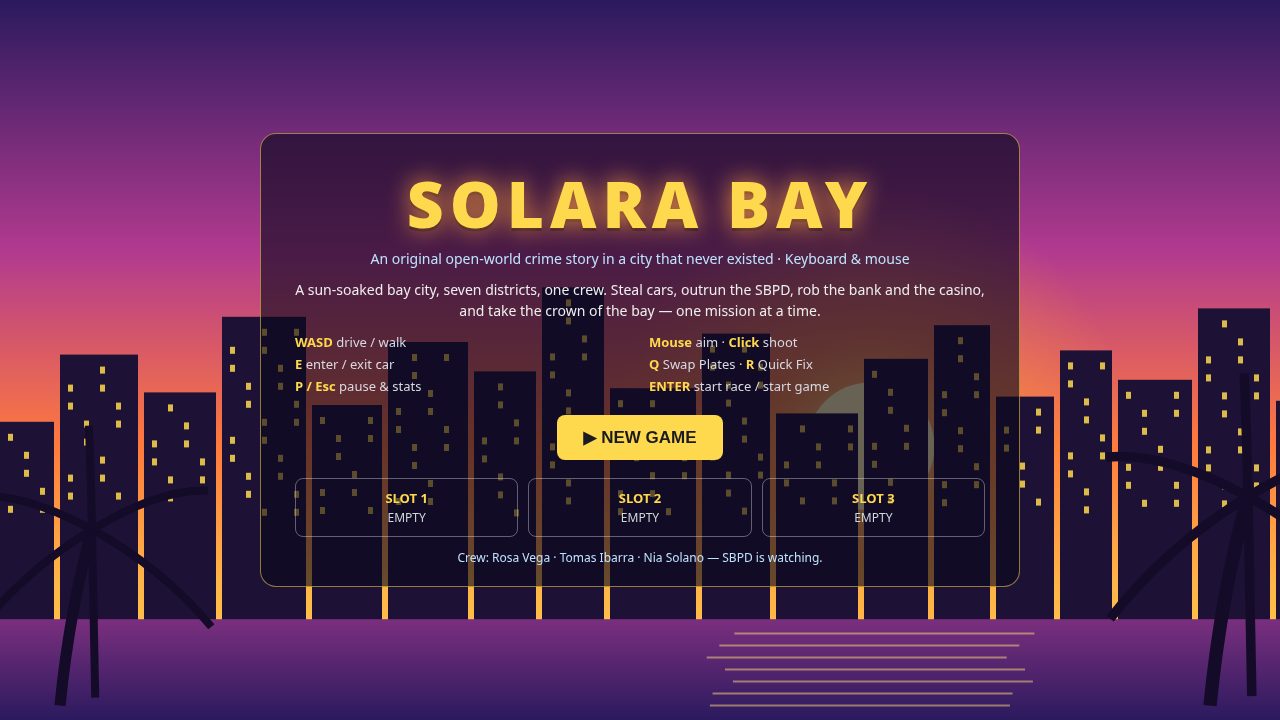 SOLARA BAY
An original open-world crime story in a city that never existed · Keyboard & mouse
A sun-soaked bay city, seven districts, one crew. Steal cars, outrun the SBPD, rob the bank and the casino,
and take the crown of the bay — one mission at a time.
WASD drive / walk
Mouse aim · Click shoot
E enter / exit car
Q Swap Plates · R Quick Fix
P / Esc pause & stats
ENTER start race / start game
▶ NEW GAME
SLOT 1
EMPTY
SLOT 2
EMPTY
SLOT 3
EMPTY
Crew: Rosa Vega · Tomas Ibarra · Nia Solano — SBPD is watching.